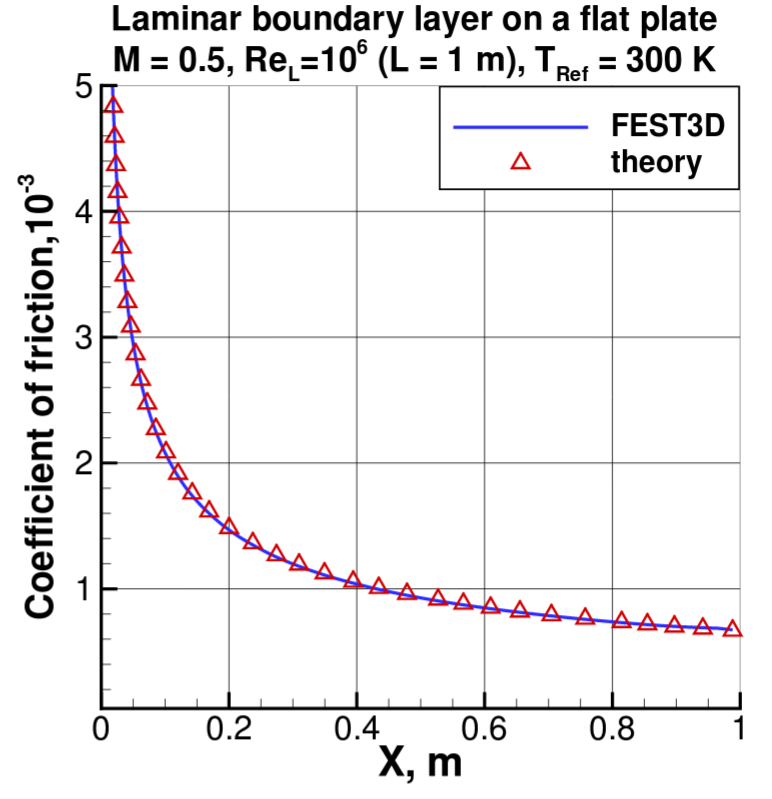 Laminar boundary layer on a flat plate
M = 0.5, Re_L=10^6 (L = 1 m), T_Ref = 300 K
FEST3D
theory
Coefficient of friction,10^-3
5
4
3
2
1
0 0.2 0.4 0.6 0.8 1
X, m